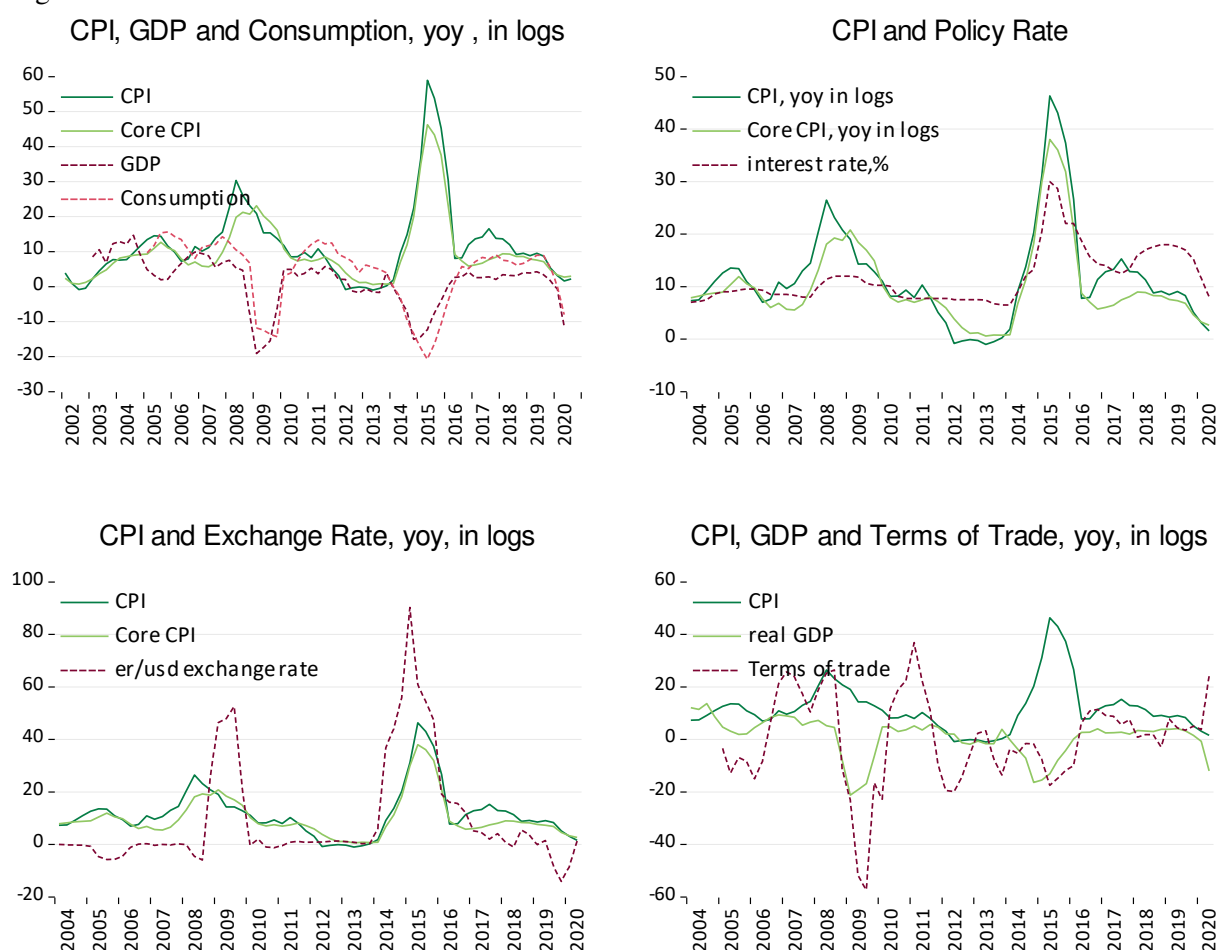 CPI, GDP and Consumption, yoy , in logs
60
50
40
30
20
10
0
-10
-20
-30
CPI
Core CPI
GDP
Consumption
2002 2003 2004 2005 2006 2007 2008 2009 2010 2011 2012 2013 2014 2015 2016 2017 2018 2019 2020
CPI and Policy Rate
50
40
30
20
10
0
-10
CPI, yoy in logs
Core CPI, yoy in logs
interest rate,%
2004 2005 2006 2007 2008 2009 2010 2011 2012 2013 2014 2015 2016 2017 2018 2019 2020
CPI and Exchange Rate, yoy, in logs
100
80
60
40
20
0
-20
CPI
Core CPI
er/usd exchange rate
2004 2005 2006 2007 2008 2009 2010 2011 2012 2013 2014 2015 2016 2017 2018 2019 2020
CPI, GDP and Terms of Trade, yoy, in logs
60
40
20
0
-20
-40
-60
CPI
real GDP
Terms of trade
2004 2005 2006 2007 2008 2009 2010 2011 2012 2013 2014 2015 2016 2017 2018 2019 2020